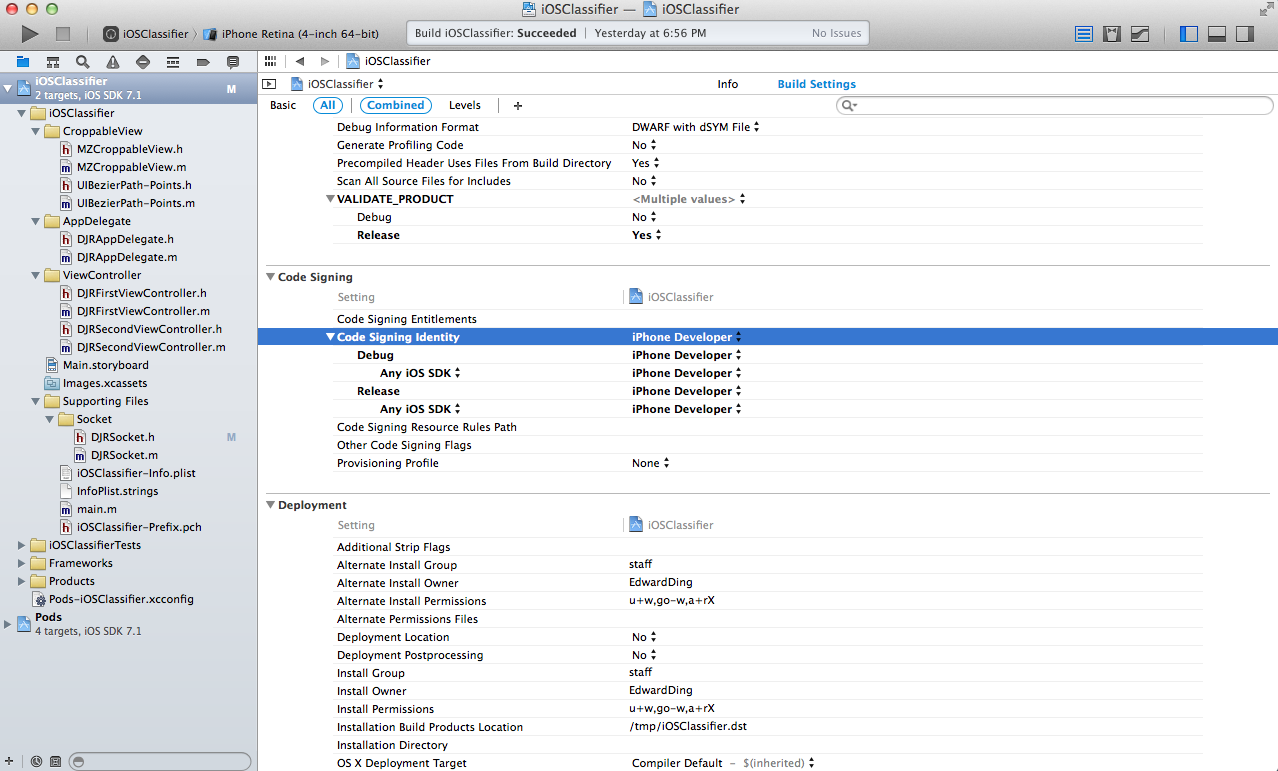 iOSClassifier — iOSClassifier
iOSClassifier 〉 iPhone Retina (4-inch 64-bit)
Build iOSClassifier: Succeeded | Yesterday at 6:56 PM No Issues
iOSClassifier
iOSClassifier
2 targets, iOS SDK 7.1 M
iOSClassifier
CroppableView
MZCroppableView.h
MZCroppableView.m
UIBezierPath-Points.h
UIBezierPath-Points.m
AppDelegate
DJRAppDelegate.h
DJRAppDelegate.m
ViewController
DJRFirstViewController.h
DJRFirstViewController.m
DJRSecondViewController.h
DJRSecondViewController.m
Main.storyboard
Images.xcassets
Supporting Files
Socket
DJRSocket.h M
DJRSocket.m
iOSClassifier-Info.plist
InfoPlist.strings
main.m
iOSClassifier-Prefix.pch
iOSClassifierTests
Frameworks
Products
Pods-iOSClassifier.xcconfig
Pods
4 targets, iOS SDK 7.1
iOSClassifier Info Build Settings
Basic All Combined Levels +
Debug Information Format DWARF with dSYM File
Generate Profiling Code No
Precompiled Header Uses Files From Build Directory Yes
Scan All Source Files for Includes No
VALIDATE_PRODUCT <Multiple values>
Debug No
Release Yes
Code Signing
Setting iOSClassifier
Code Signing Entitlements
Code Signing Identity iPhone Developer
Debug iPhone Developer
Any iOS SDK iPhone Developer
Release iPhone Developer
Any iOS SDK iPhone Developer
Code Signing Resource Rules Path
Other Code Signing Flags
Provisioning Profile None
Deployment
Setting iOSClassifier
Additional Strip Flags
Alternate Install Group staff
Alternate Install Owner EdwardDing
Alternate Install Permissions u+w,go-w,a+rX
Alternate Permissions Files
Deployment Location No
Deployment Postprocessing No
Install Group staff
Install Owner EdwardDing
Install Permissions u+w,go-w,a+rX
Installation Build Products Location /tmp/iOSClassifier.dst
Installation Directory
OS X Deployment Target Compiler Default – $(inherited)